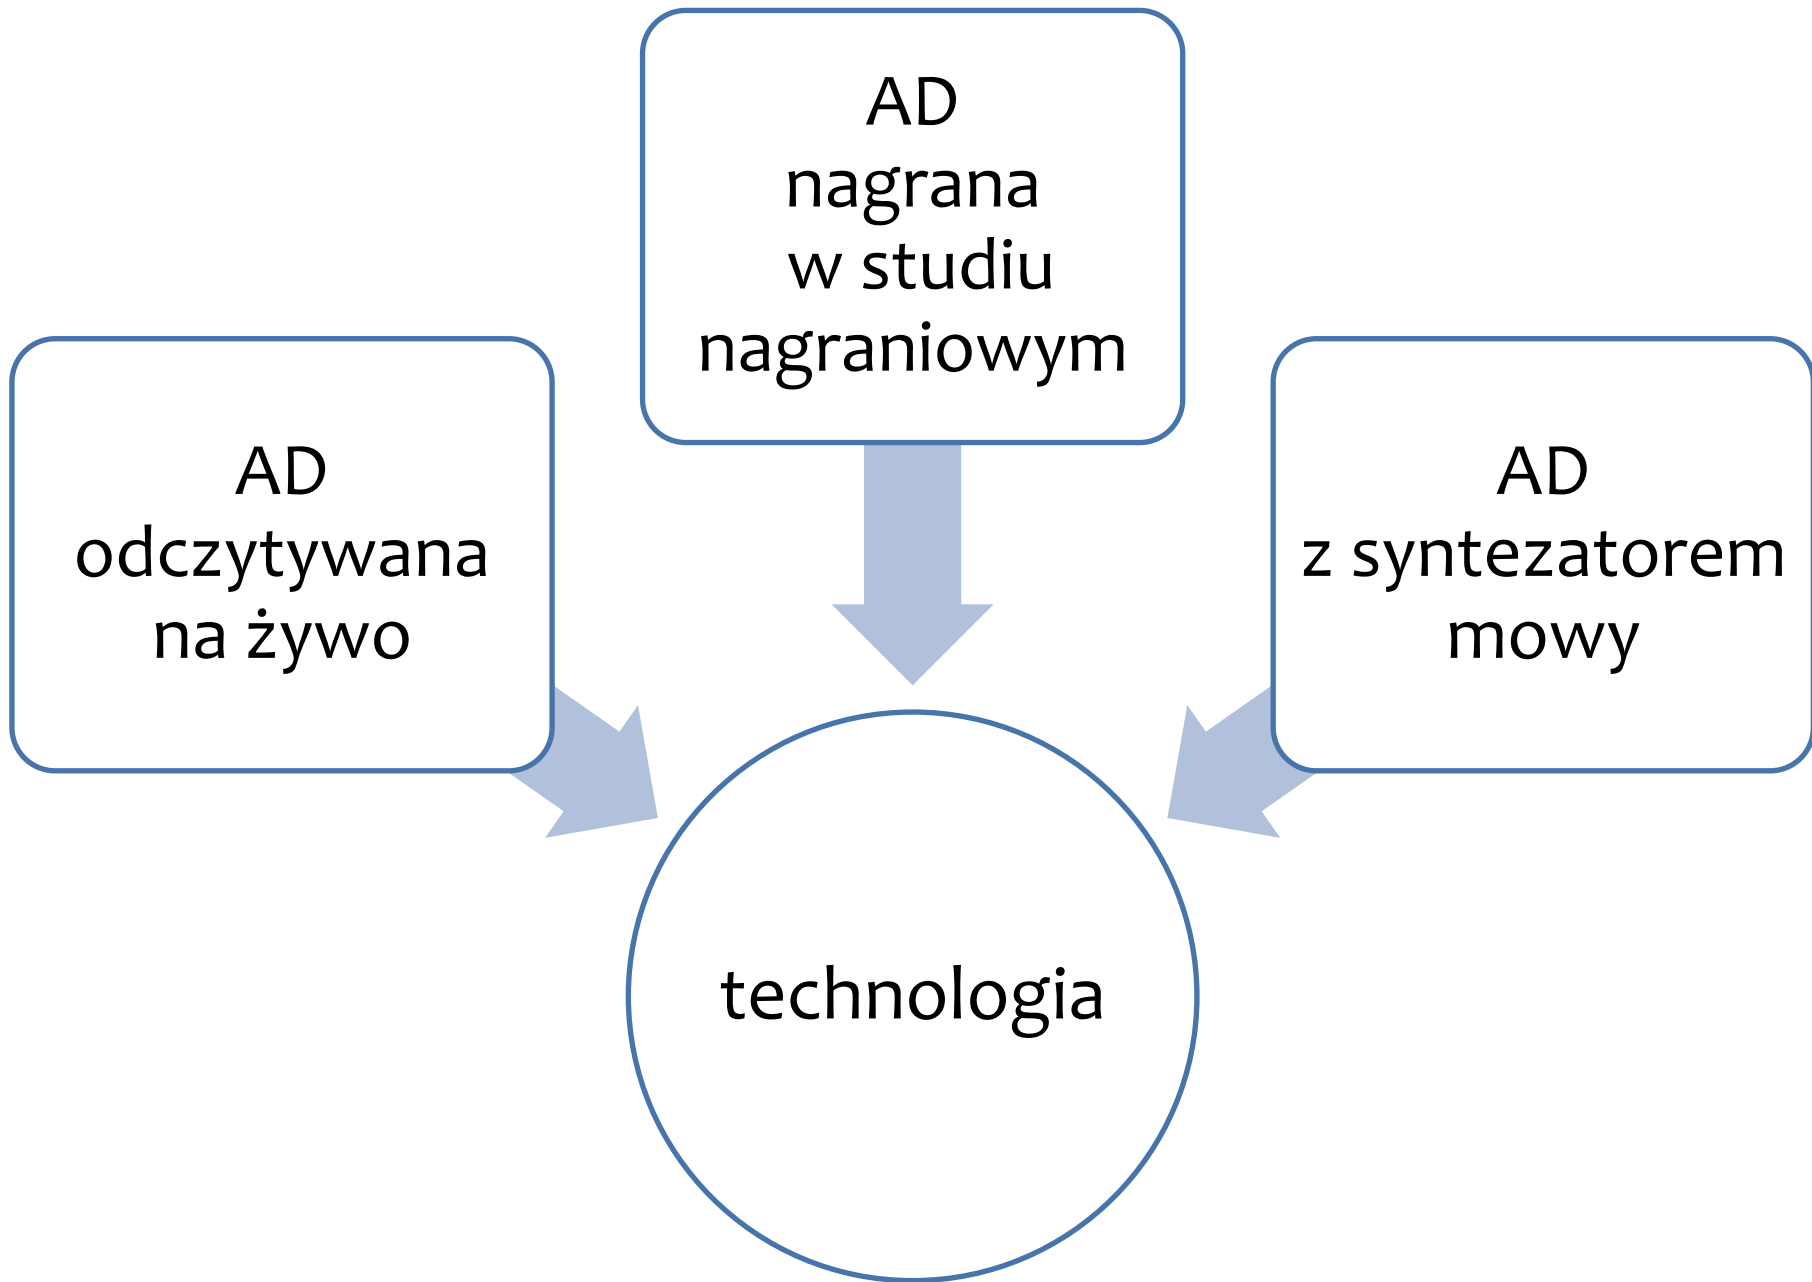 AD
odczytywana
na żywo
AD
nagrana
w studiu
nagraniowym
AD
z syntezatorem
mowy
technologia